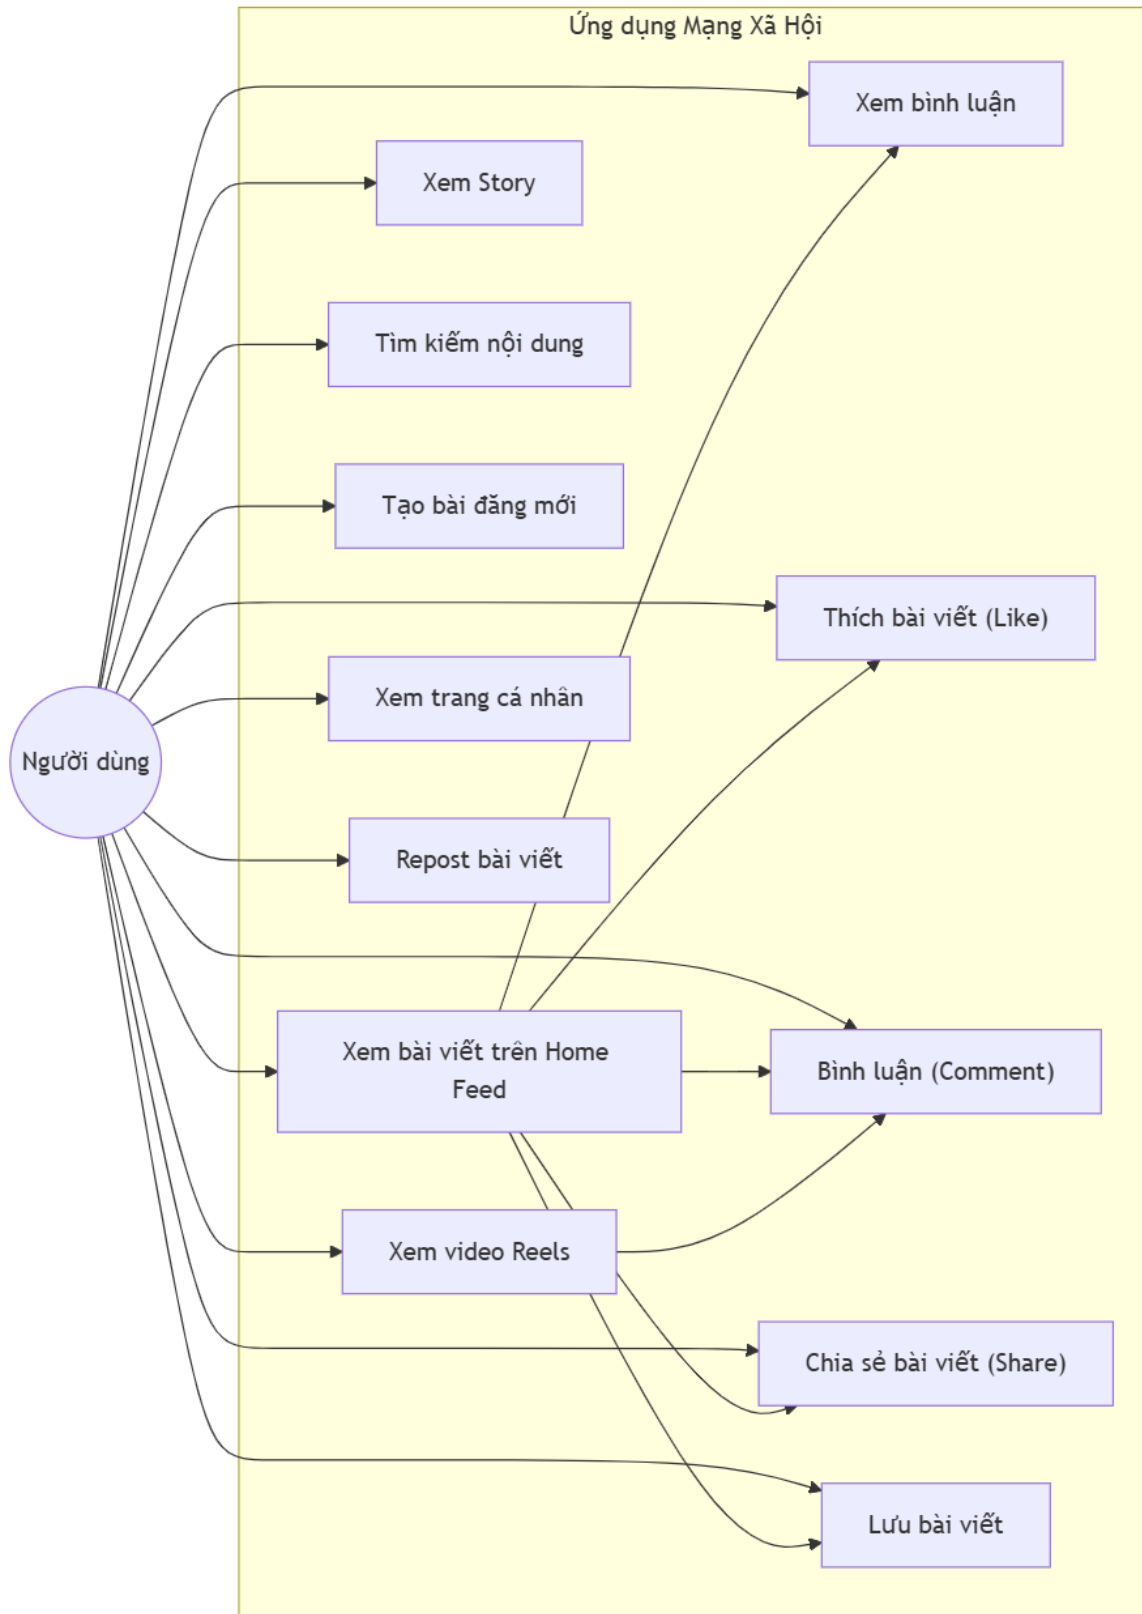 Ứng dụng Mạng Xã Hội
Xem bình luận
Xem Story
Tìm kiếm nội dung
Tạo bài đăng mới
Thích bài viết (Like)
Xem trang cá nhân
Người dùng
Repost bài viết
Xem bài viết trên Home
Feed
Bình luận (Comment)
Xem video Reels
Chia sẻ bài viết (Share)
Lưu bài viết